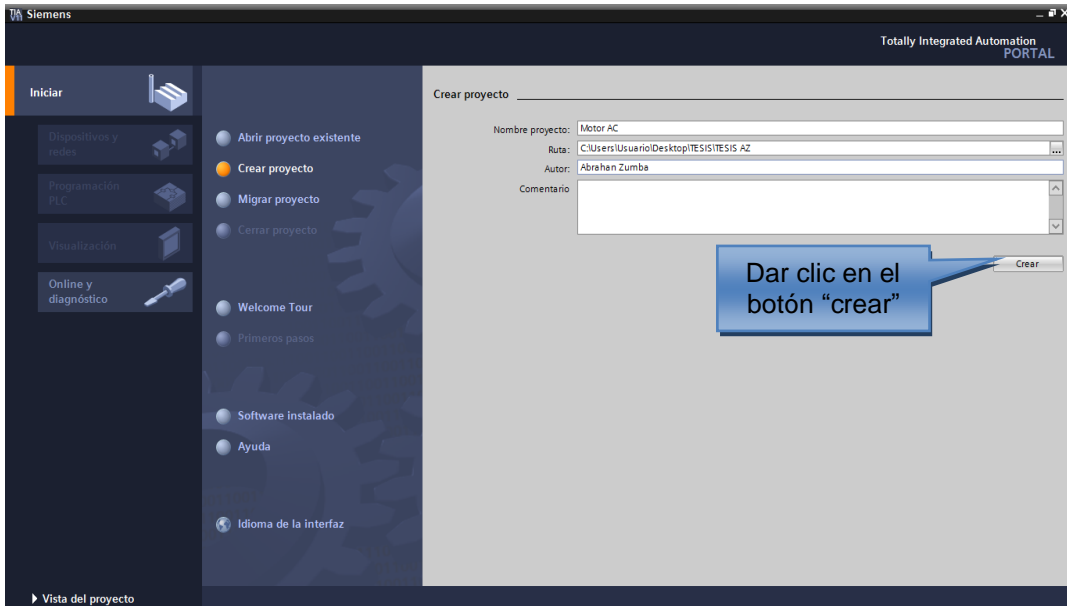 Siemens
Totally Integrated Automation
PORTAL
Iniciar
Dispositivos y
redes
Programación
PLC
Visualización
Online y
diagnóstico
Abrir proyecto existente
Crear proyecto
Migrar proyecto
Cerrar proyecto
Welcome Tour
Primeros pasos
Software instalado
Ayuda
Idioma de la interfaz
Crear proyecto
Nombre proyecto: Motor AC
Ruta: C:\Users\Usuario\Desktop\TESIS\TESIS AZ ...
Autor: Abrahan Zumba
Comentario
Crear
Dar clic en el
botón “crear”
Vista del proyecto